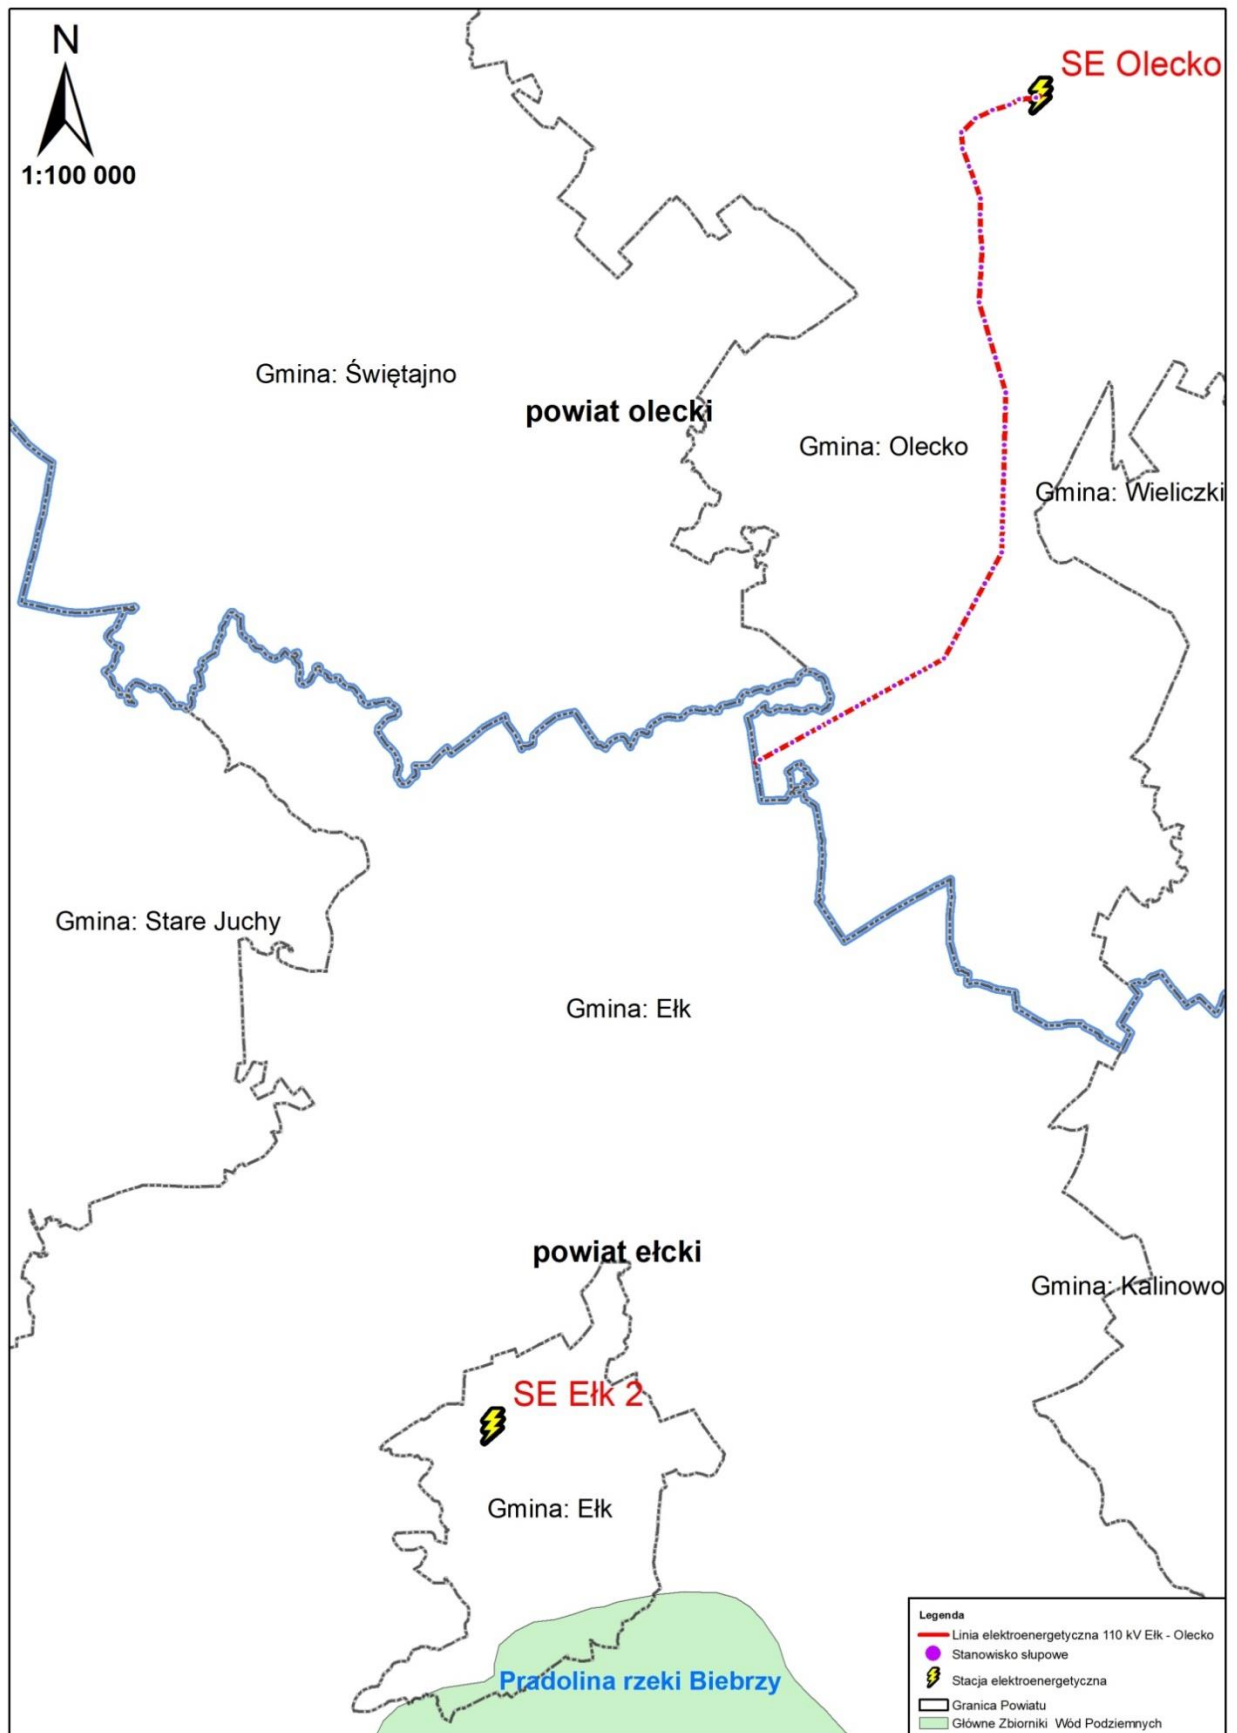 N
1:100 000
SE Olecko
Gmina: Świętajno
powiat olecki
Gmina: Olecko
Gmina: Wieliczki
Gmina: Stare Juchy
Gmina: Ełk
powiat ełcki
Gmina: Kalinowo
SE Ełk 2
Gmina: Ełk
Pradolina rzeki Biebrzy
Legenda
Linia elektroenergetyczna 110 kV Ełk - Olecko
Stanowisko słupowe
Stacja elektroenergetyczna
Granica Powiatu
Główne Zbiorniki Wód Podziemnych